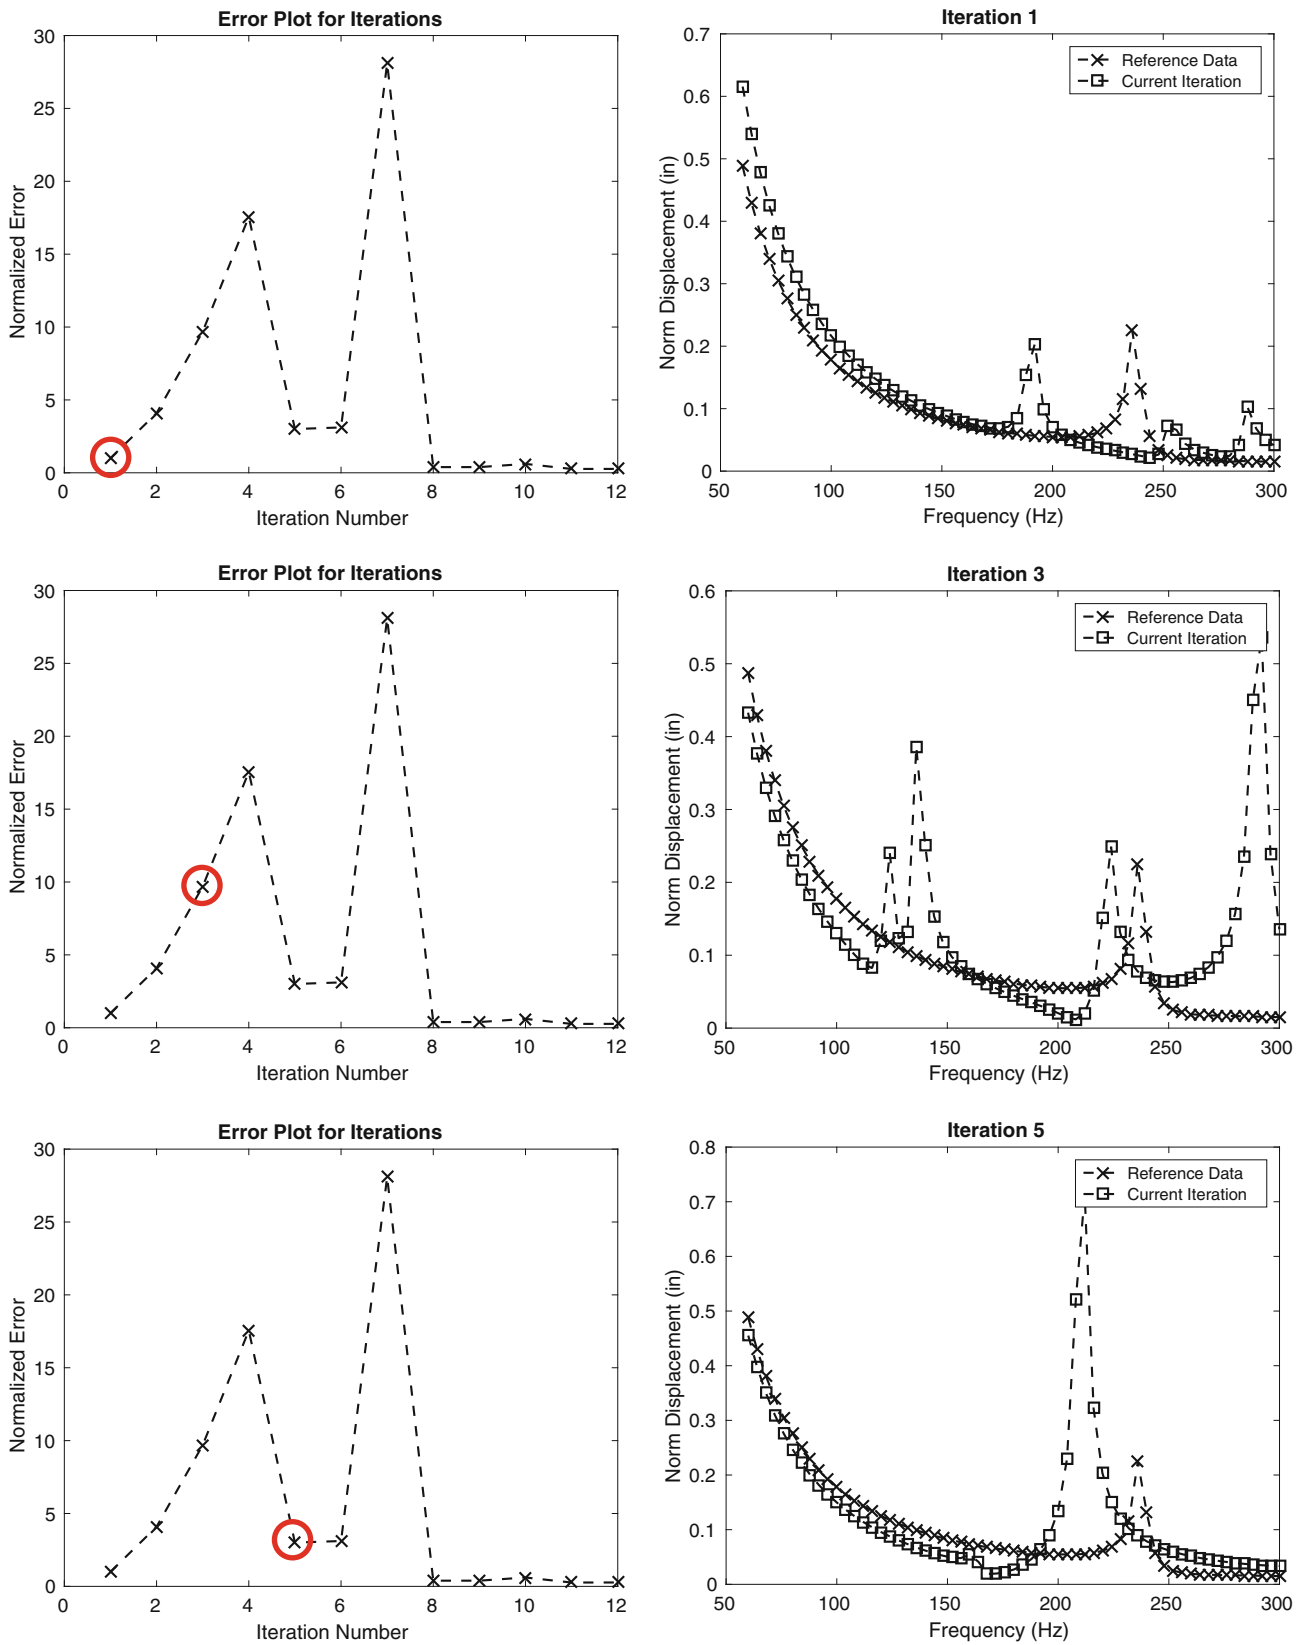 Error Plot for Iterations
30
25
20
15
10
5
0
0 2 4 6 8 10 12
Normalized Error
Iteration Number
Iteration 1
0.7
0.6
0.5
0.4
0.3
0.2
0.1
0
50 100 150 200 250 300
Norm Displacement (in)
Frequency (Hz)
Reference Data
Current Iteration
Error Plot for Iterations
30
25
20
15
10
5
0
0 2 4 6 8 10 12
Normalized Error
Iteration Number
Iteration 3
0.6
0.5
0.4
0.3
0.2
0.1
0
50 100 150 200 250 300
Norm Displacement (in)
Frequency (Hz)
Reference Data
Current Iteration
Error Plot for Iterations
30
25
20
15
10
5
0
0 2 4 6 8 10 12
Normalized Error
Iteration Number
Iteration 5
0.8
0.7
0.6
0.5
0.4
0.3
0.2
0.1
0
50 100 150 200 250 300
Norm Displacement (in)
Frequency (Hz)
Reference Data
Current Iteration